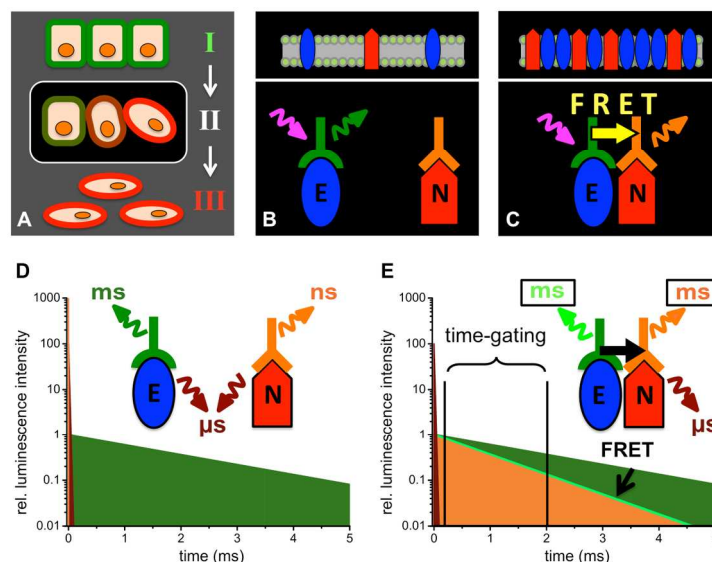 I
II
III
A
E
N
B
F R E T
E
N
C
D
ms
ns
E
N
µs
rel. luminescence intensity
1000
100
10
1
0.1
0.01
0
1
2
3
4
5
time (ms)
E
ms
ms
time-gating
E
N
µs
FRET
rel. luminescence intensity
1000
100
10
1
0.1
0.01
0
1
2
3
4
time (ms)